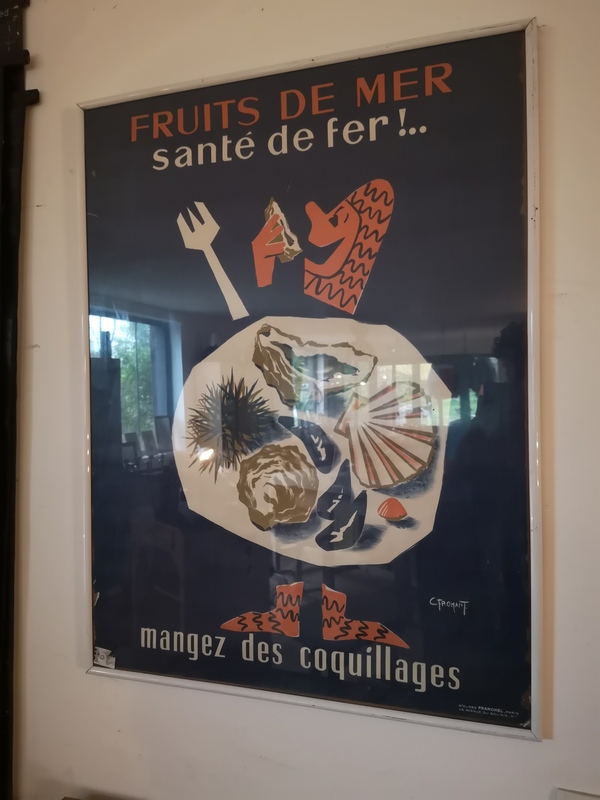 FRUITS DE MER
santé de fer !..
mangez des coquillages